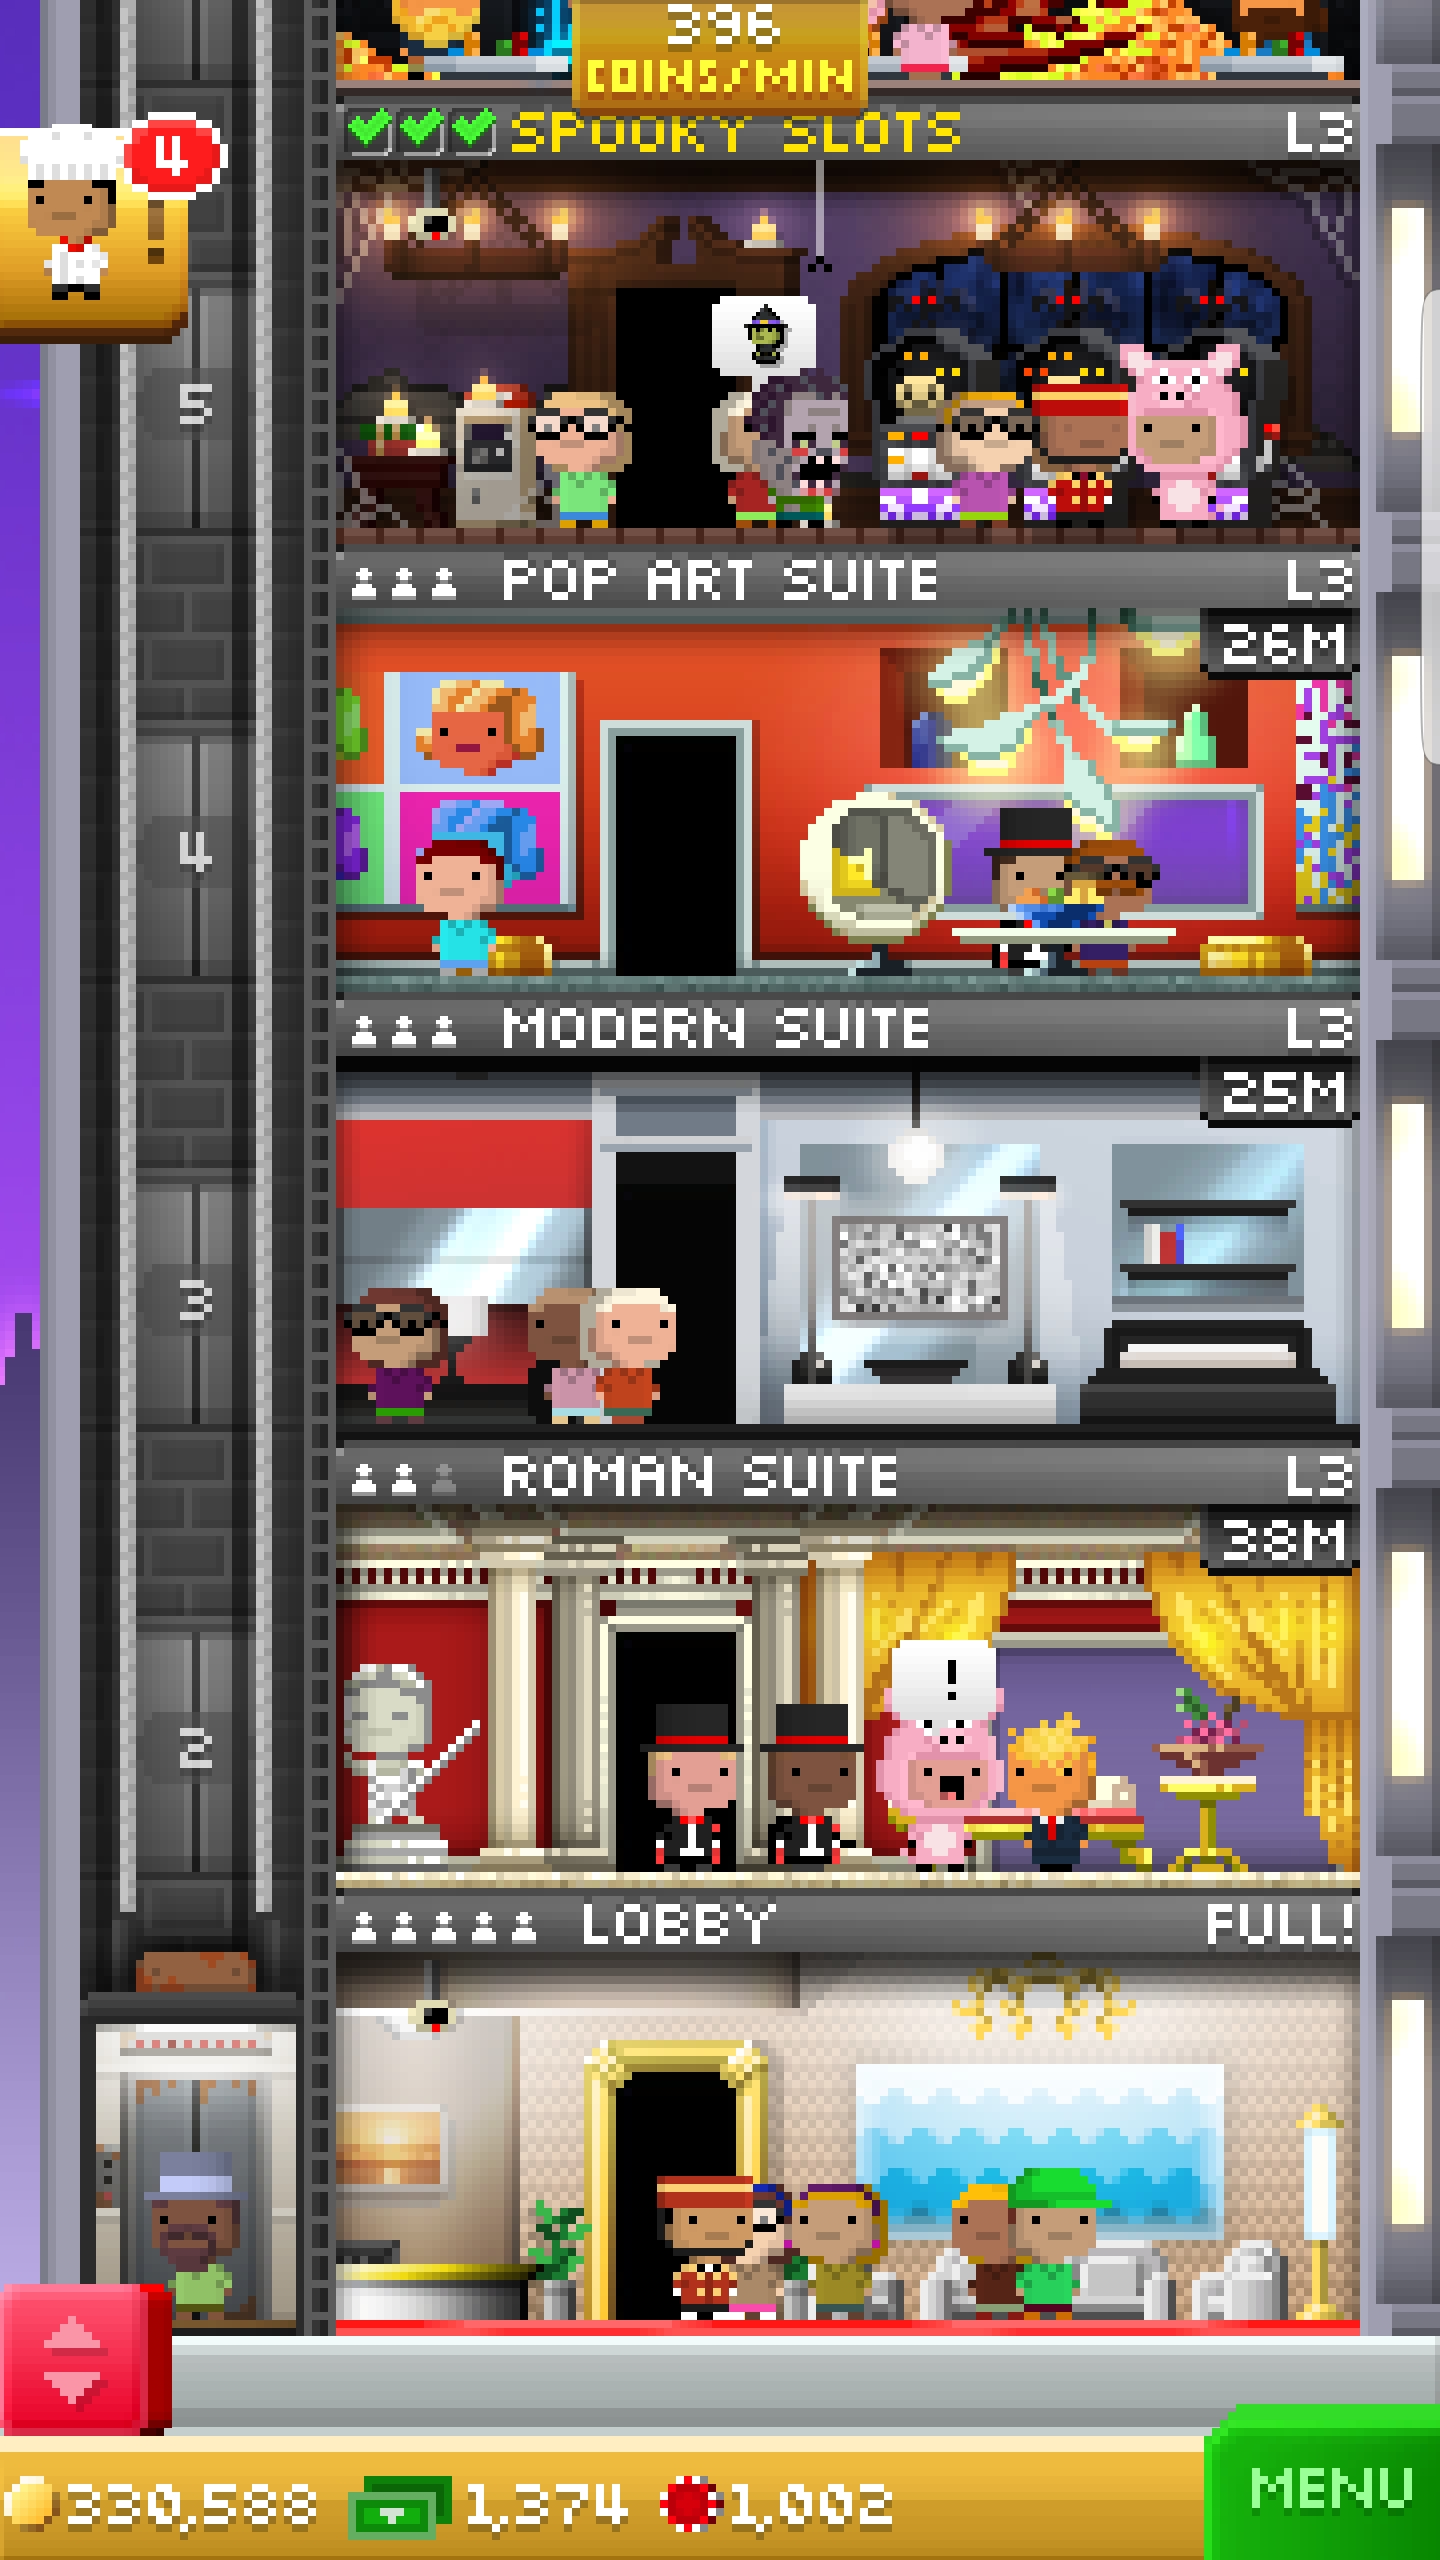 396
COINS/MIN
SPOOKY SLOTS L3
4
!
5
POP ART SUITE L3
26M
4
MODERN SUITE L3
25M
3
ROMAN SUITE L3
38M
!
2
LOBBY FULL!
330,588 1,374 1,002
MENU